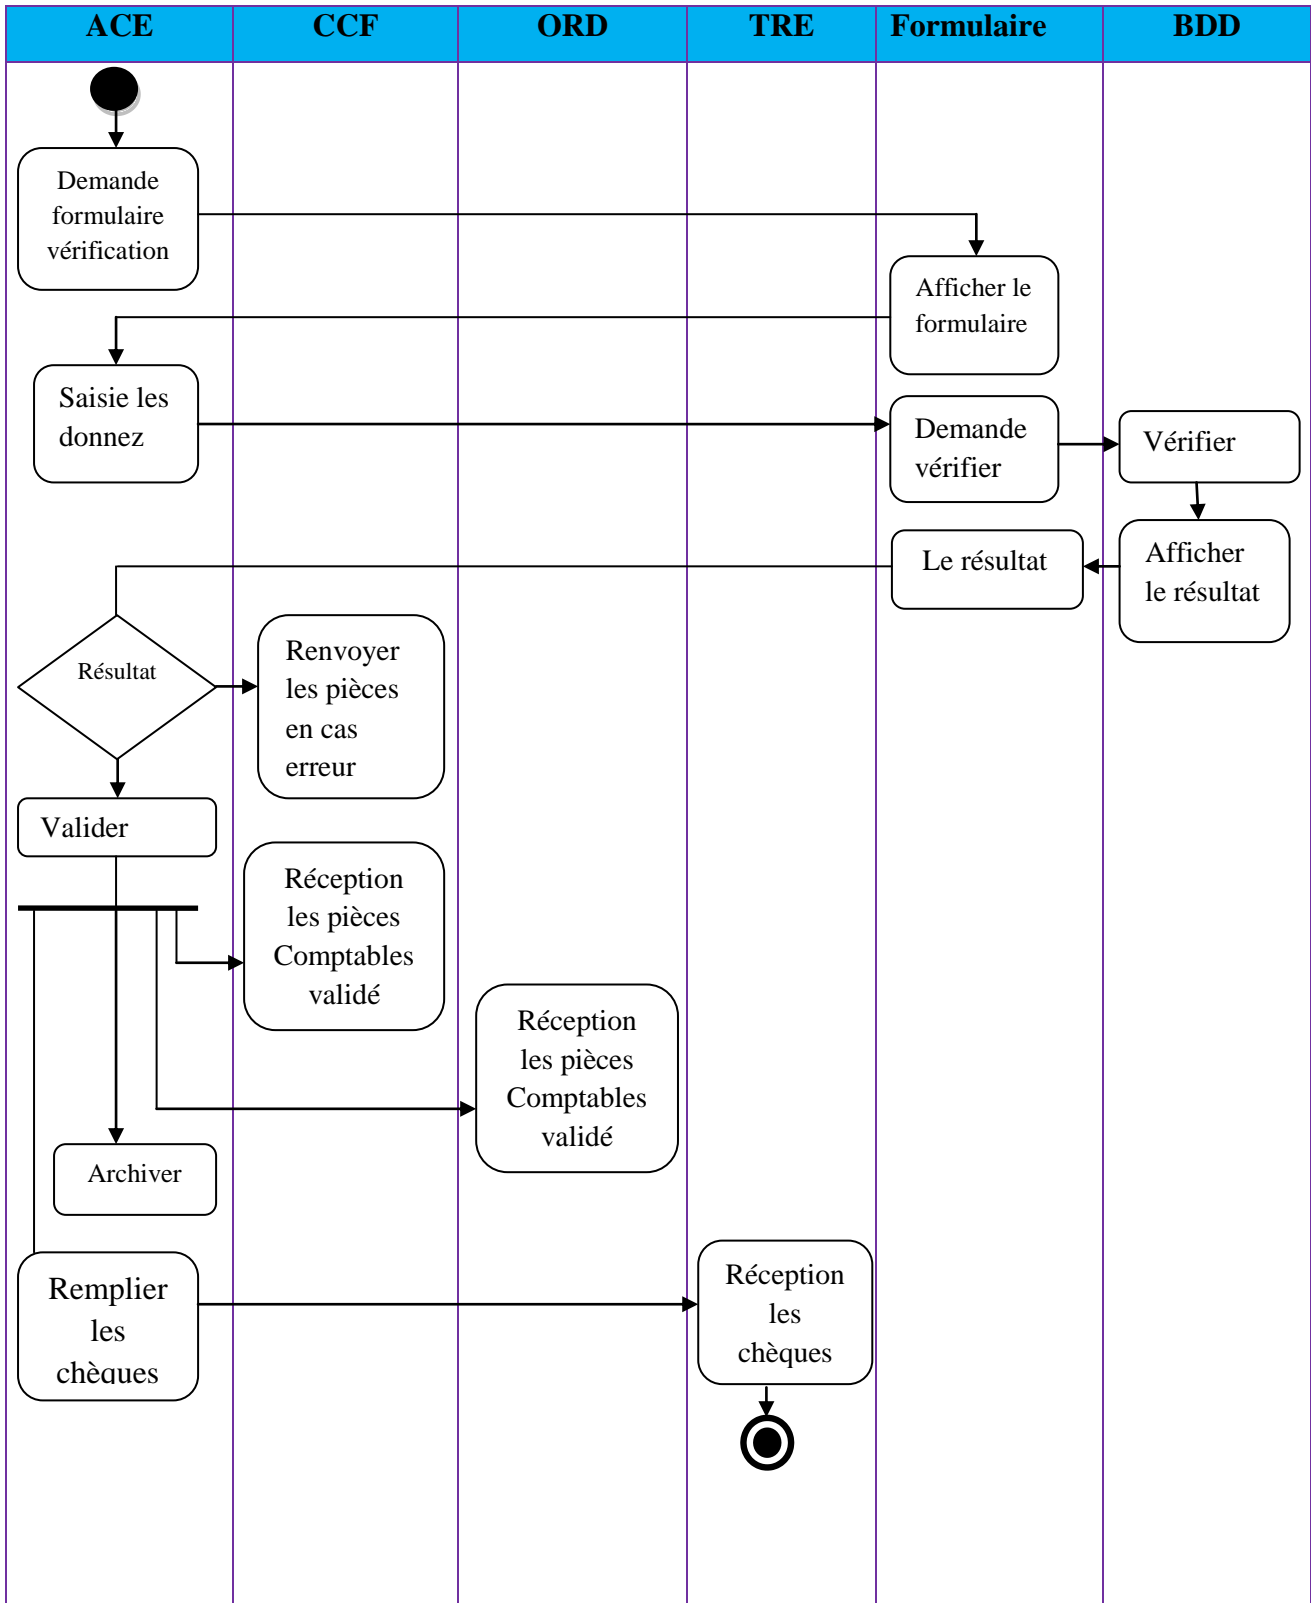 ACE CCF ORD TRE Formulaire BDD
Demande
formulaire
vérification
Afficher le
formulaire
Saisie les
donnez
Demande
vérifier
Vérifier
Afficher
le résultat
Le résultat
Résultat
Renvoyer
les pièces
en cas
erreur
Valider
Réception
les pièces
Comptables
validé
Réception
les pièces
Comptables
validé
Archiver
Remplier
les
chèques
Réception
les
chèques